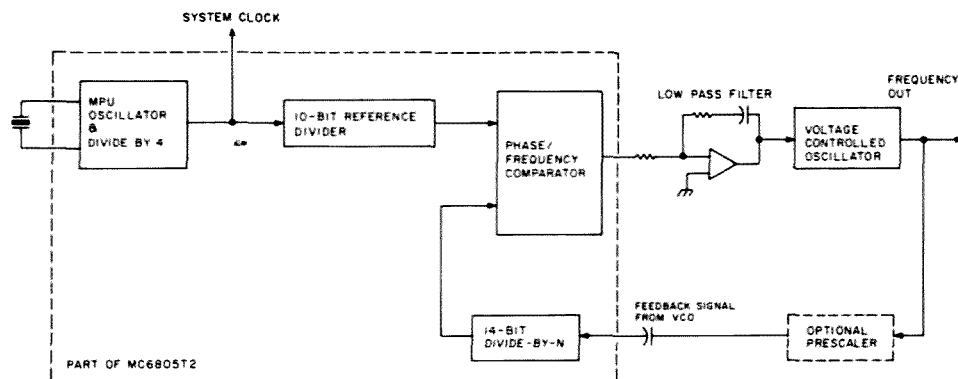 SYSTEM CLOCK
MPU
OSCILLATOR
&
DIVIDE BY 4
10-BIT REFERENCE
DIVIDER
PHASE/
FREQUENCY
COMPARATOR
LOW PASS FILTER
VOLTAGE
CONTROLLED
OSCILLATOR
FREQUENCY
OUT
14-BIT
DIVIDE-BY-N
FEEDBACK SIGNAL
FROM VCO
OPTIONAL
PRESCALER
PART OF MC6805T2